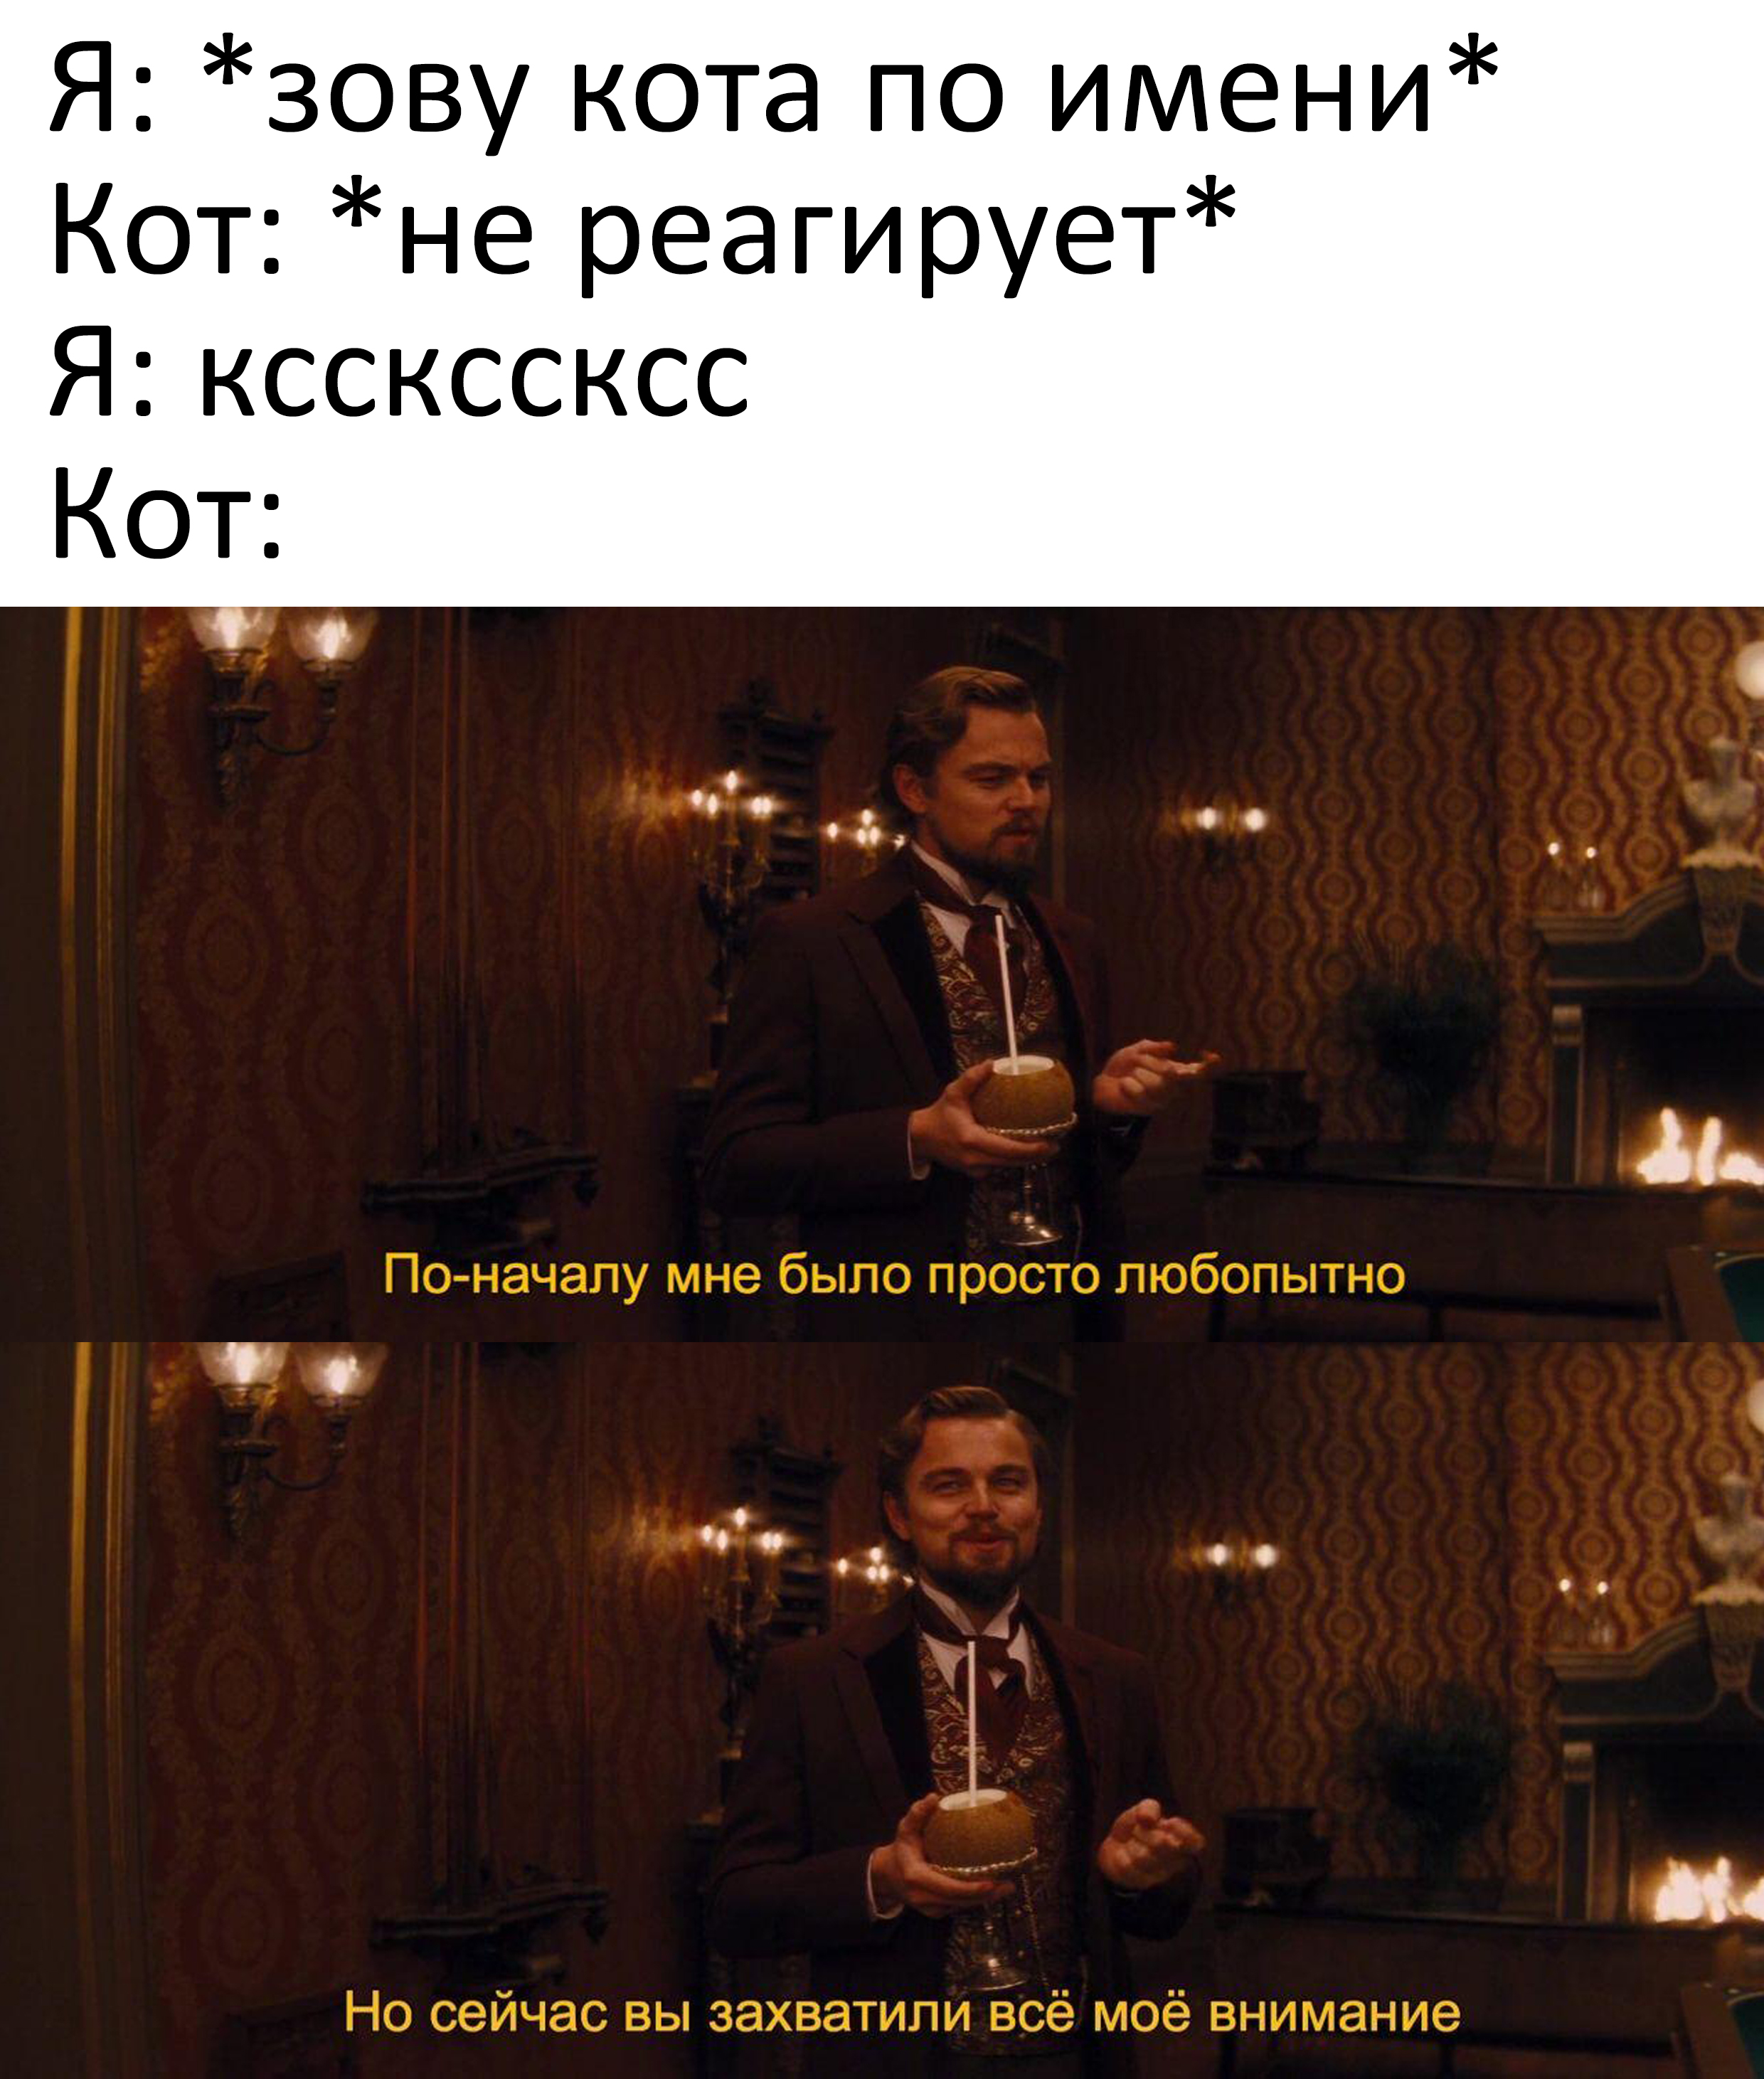 Я: *зову кота по имени*
Кот: *не реагирует*
Я: кссксскcc
Кот:
По-началу мне было просто любопытно
Но сейчас вы захватили всё моё внимание